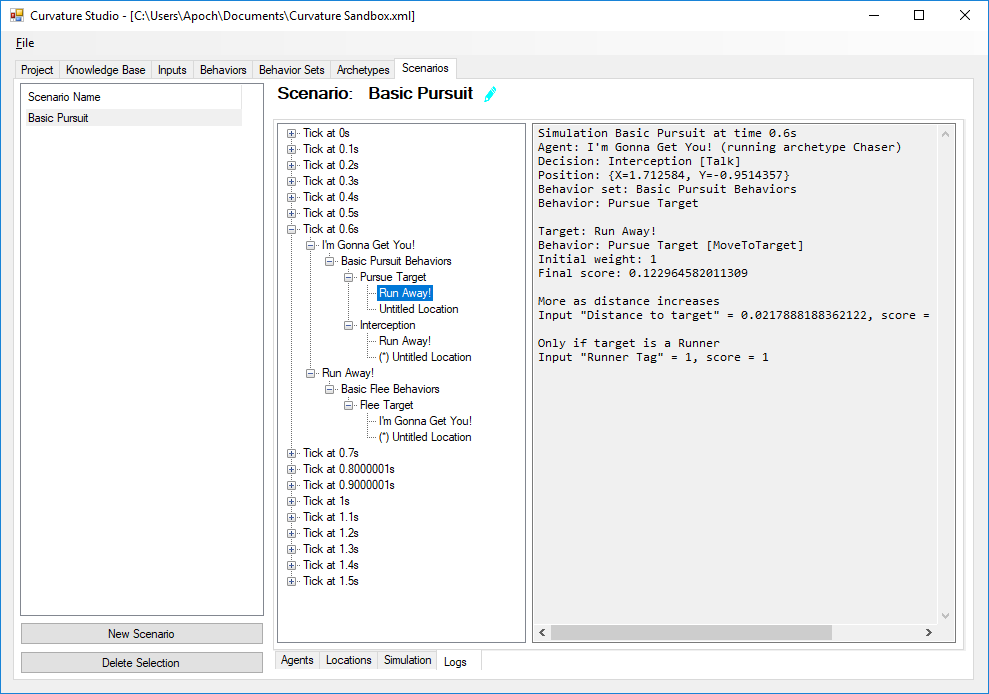 Curvature Studio - [C:\Users\Apoch\Documents\Curvature Sandbox.xml]
File
Project Knowledge Base Inputs Behaviors Behavior Sets Archetypes Scenarios
Scenario Name
Basic Pursuit
New Scenario
Delete Selection
Scenario: Basic Pursuit
Tick at 0s
Tick at 0.1s
Tick at 0.2s
Tick at 0.3s
Tick at 0.4s
Tick at 0.5s
Tick at 0.6s
I'm Gonna Get You!
Basic Pursuit Behaviors
Pursue Target
Run Away!
Untitled Location
Interception
Run Away!
(*) Untitled Location
Run Away!
Basic Flee Behaviors
Flee Target
I'm Gonna Get You!
(*) Untitled Location
Tick at 0.7s
Tick at 0.8000001s
Tick at 0.9000001s
Tick at 1s
Tick at 1.1s
Tick at 1.2s
Tick at 1.3s
Tick at 1.4s
Tick at 1.5s
Simulation Basic Pursuit at time 0.6s
Agent: I'm Gonna Get You! (running archetype Chaser)
Decision: Interception [Talk]
Position: {X=1.712584, Y=-0.9514357}
Behavior set: Basic Pursuit Behaviors
Behavior: Pursue Target
Target: Run Away!
Behavior: Pursue Target [MoveToTarget]
Initial weight: 1
Final score: 0.122964582011309
More as distance increases
Input "Distance to target" = 0.0217888188362122, score =
Only if target is a Runner
Input "Runner Tag" = 1, score = 1
Agents Locations Simulation Logs